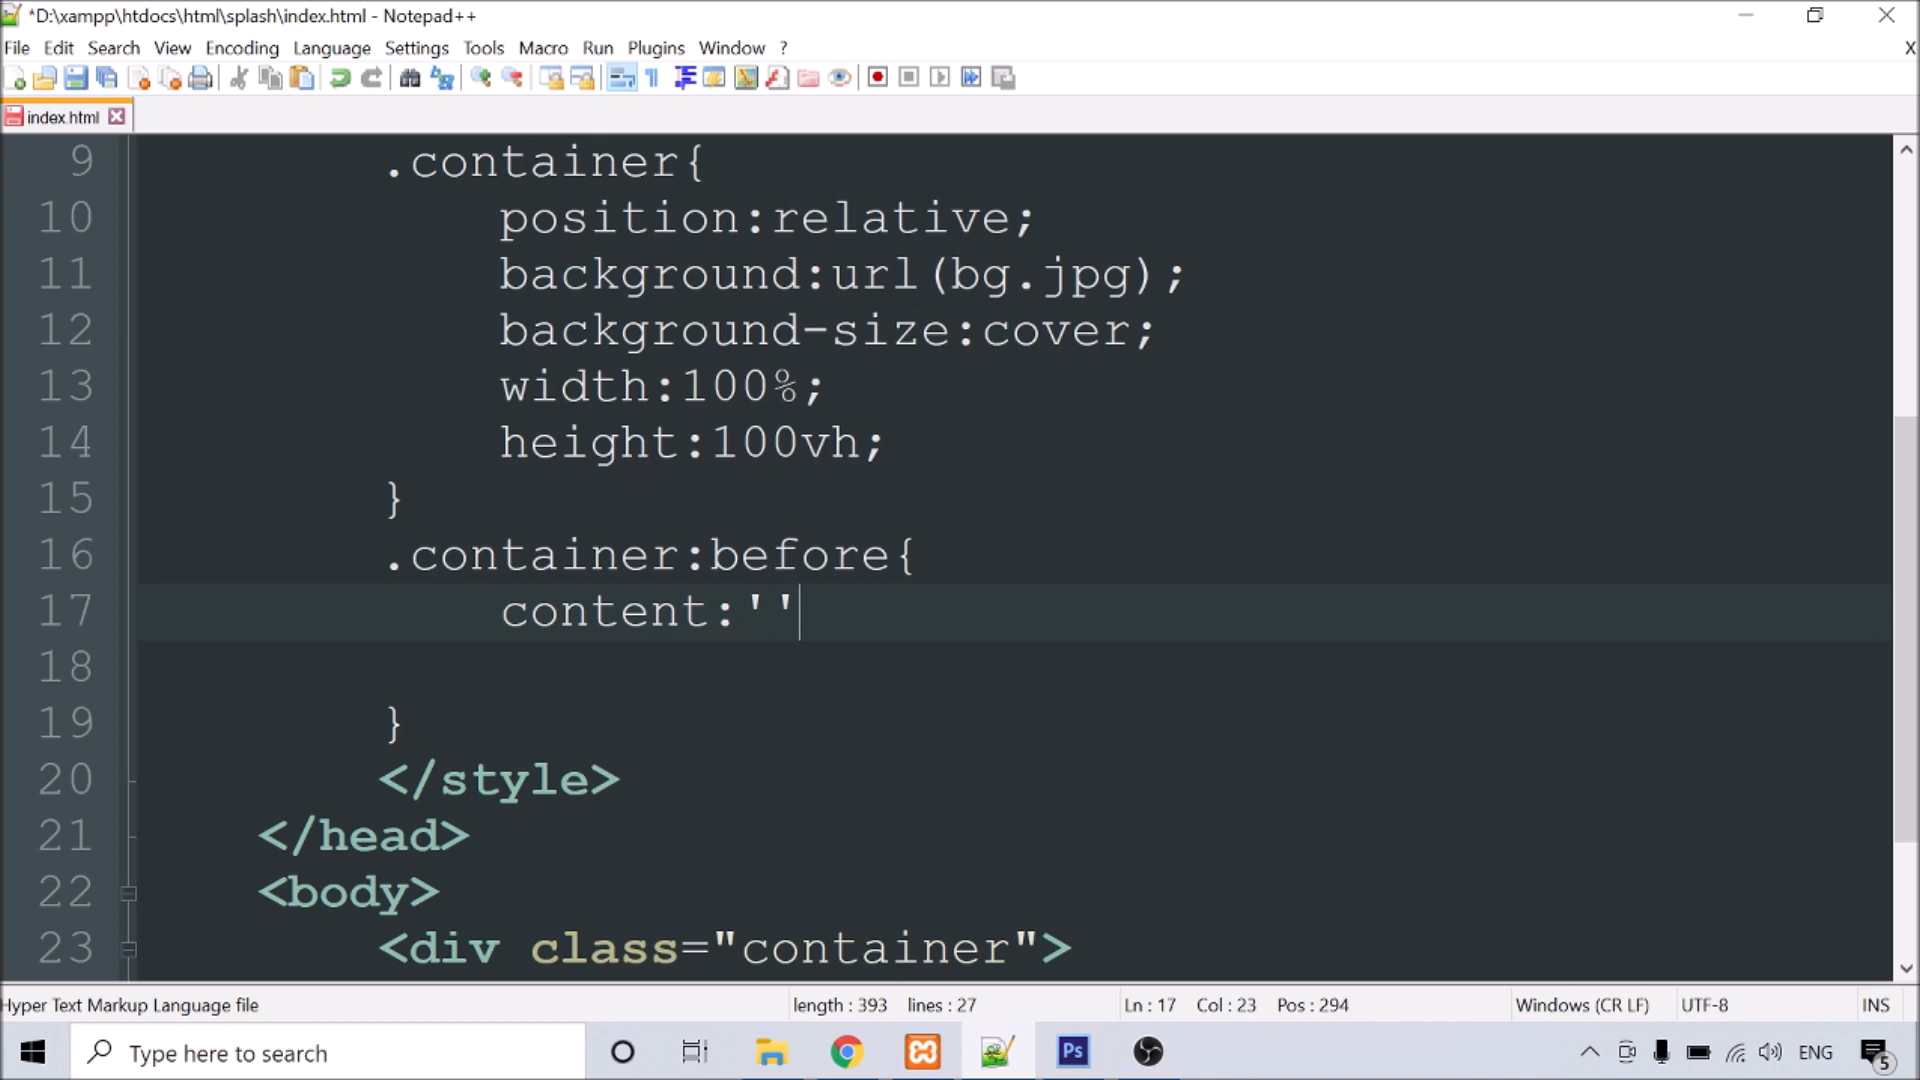 *D:\xampp\htdocs\html\splash\index.html - Notepad++
File Edit Search View Encoding Language Settings Tools Macro Run Plugins Window ? X
index.html
9 .container{
10 position:relative;
11 background:url(bg.jpg);
12 background-size:cover;
13 width:100%;
14 height:100vh;
15 }
16 .container:before{
17 content:''
18
19 }
20 </style>
21 </head>
22 <body>
23 <div class="container">
Hyper Text Markup Language file length : 393 lines : 27 Ln : 17 Col : 23 Pos : 294 Windows (CR LF) UTF-8 INS
Type here to search Ps ENG 5